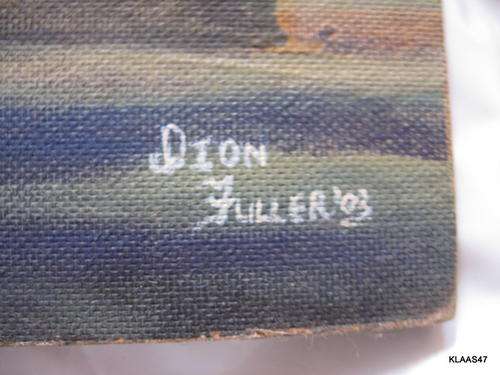 DION
FULLER '03
KLAAS47